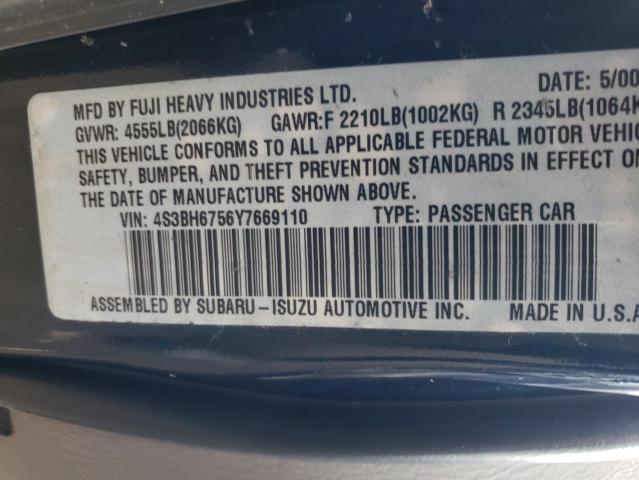 MFD BY FUJI HEAVY INDUSTRIES LTD. DATE: 5/00
GVWR: 4555LB(2066KG) GAWR:F 2210LB(1002KG) R 2345LB(1064K
THIS VEHICLE CONFORMS TO ALL APPLICABLE FEDERAL MOTOR VEHIC
SAFETY, BUMPER, AND THEFT PREVENTION STANDARDS IN EFFECT ON
THE DATE OF MANUFACTURE SHOWN ABOVE.
VIN: 4S3BH6756Y7669110 TYPE: PASSENGER CAR
ASSEMBLED BY SUBARU-ISUZU AUTOMOTIVE INC. MADE IN U.S.A